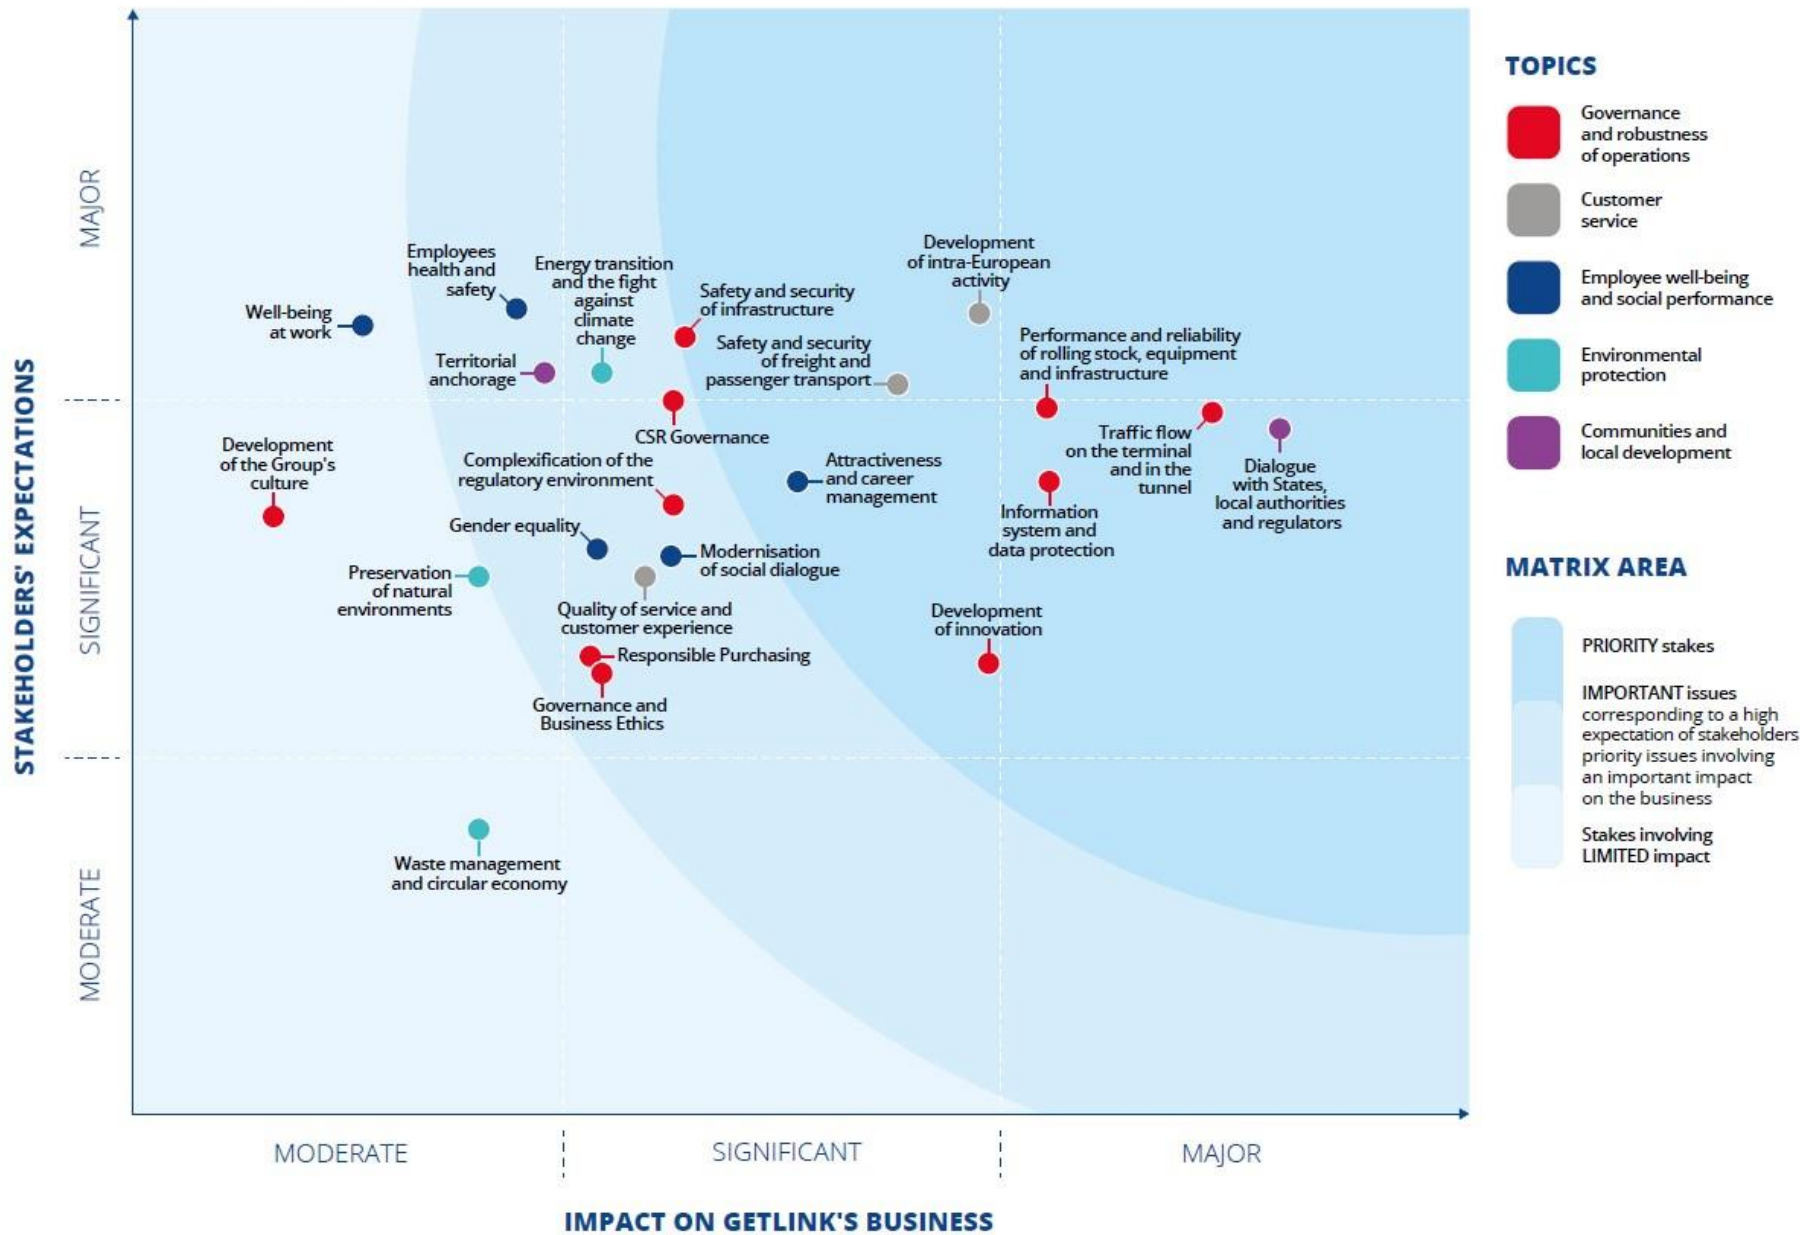 STAKEHOLDERS' EXPECTATIONS
MAJOR
SIGNIFICANT
MODERATE
Well-being
at work
Employees
health and
safety
Energy transition
and the fight
against
climate
change
Territorial
anchorage
Safety and security
of infrastructure
Safety and security
of freight and
passenger transport
Development
of intra-European
activity
Performance and reliability
of rolling stock, equipment
and infrastructure
CSR Governance
Traffic flow
on the terminal
and in the
tunnel
Dialogue
with States,
local authorities
and regulators
Development
of the Group's
culture
Complexification of the
regulatory environment
Attractiveness
and career
management
Information
system and
data protection
Gender equality
Modernisation
of social dialogue
Preservation
of natural
environments
Quality of service and
customer experience
Development
of innovation
Responsible Purchasing
Governance and
Business Ethics
Waste management
and circular economy
MODERATE
SIGNIFICANT
MAJOR
IMPACT ON GETLINK'S BUSINESS
TOPICS
Governance
and robustness
of operations
Customer
service
Employee well-being
and social performance
Environmental
protection
Communities and
local development
MATRIX AREA
PRIORITY stakes
IMPORTANT issues
corresponding to a high
expectation of stakeholders
priority issues involving
an important impact
on the business
Stakes involving
LIMITED impact